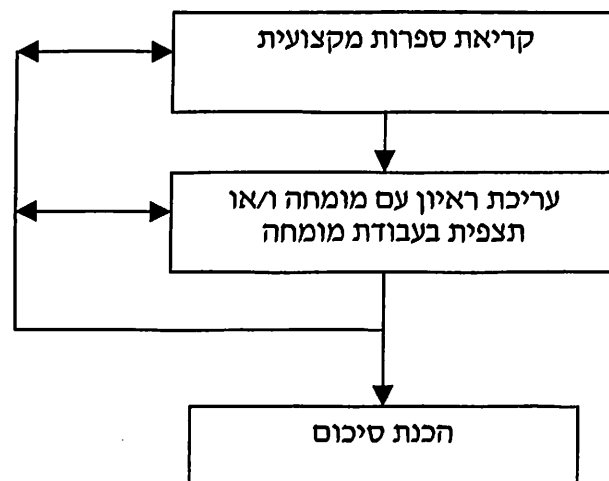 קריאת ספרות מקצועית
עריכת ראיון עם מומחה ו/או
תצפית בעבודת מומחה
הכנת סיכום